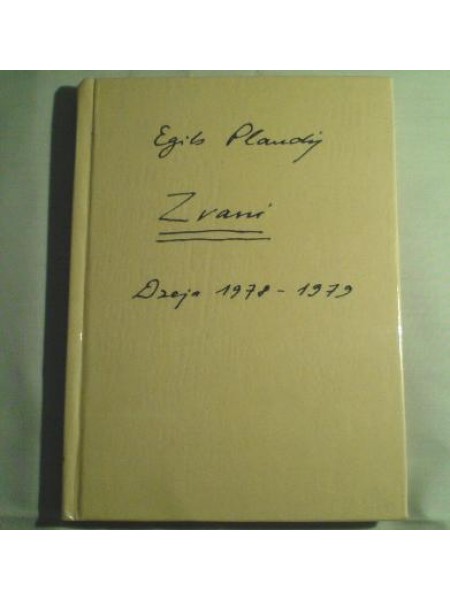 Egils Plaudis
Zvani
Dzeja 1978 - 1979